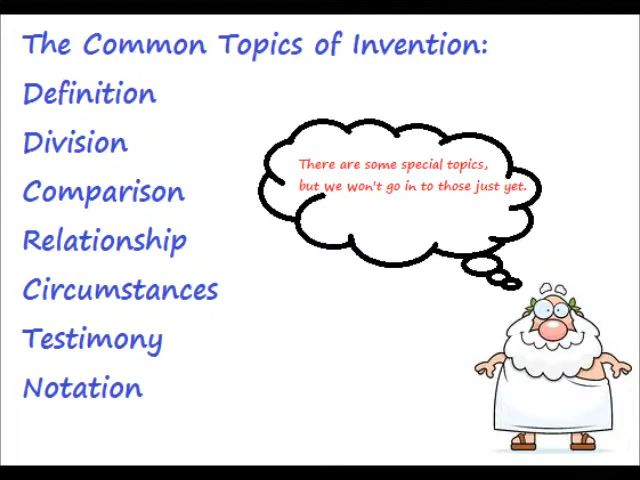 The Common Topics of Invention:
Definition
Division
Comparison
Relationship
Circumstances
Testimony
Notation
There are some special topics,
but we won't go in to those just yet.